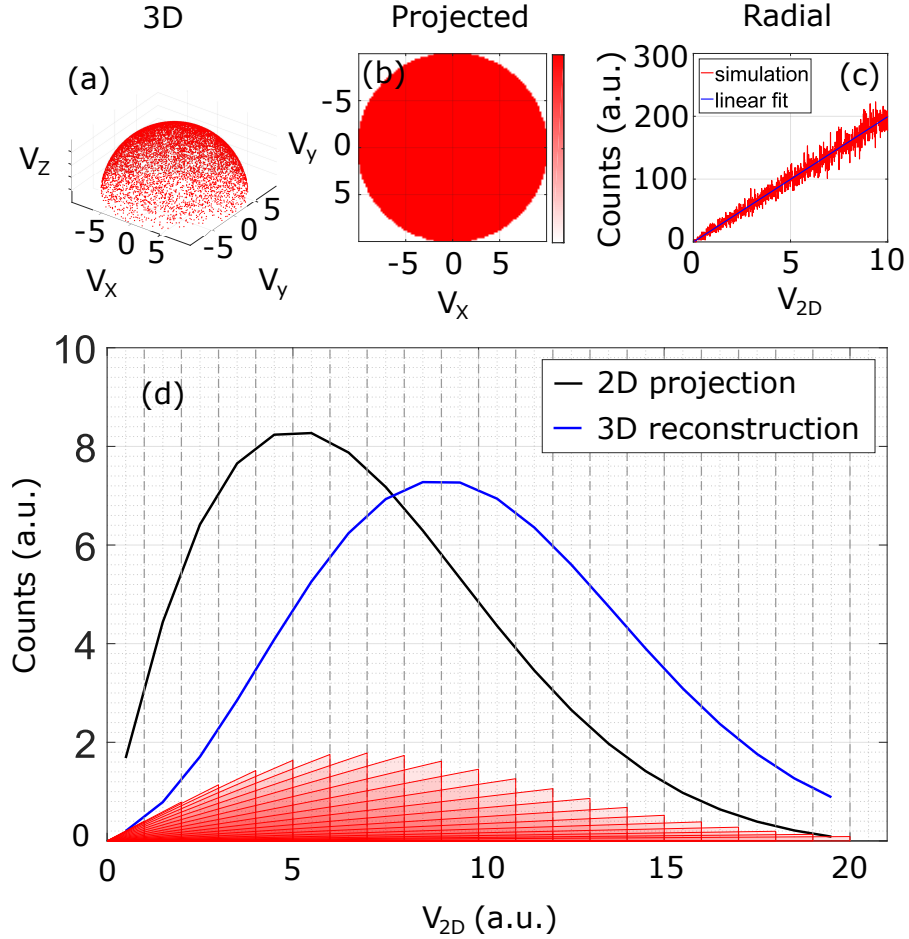 3D
Projected
Radial
(a)
V_Z
-5
0
5
V_X
-5
0
5
V_y
(b)
-5
0
5
V_y
-5
0
5
V_X
(c)
300
200
100
0
Counts (a.u.)
simulation
linear fit
0
5
10
V_2D
(d)
10
8
6
4
2
0
Counts (a.u.)
2D projection
3D reconstruction
0
5
10
15
20
V_2D (a.u.)